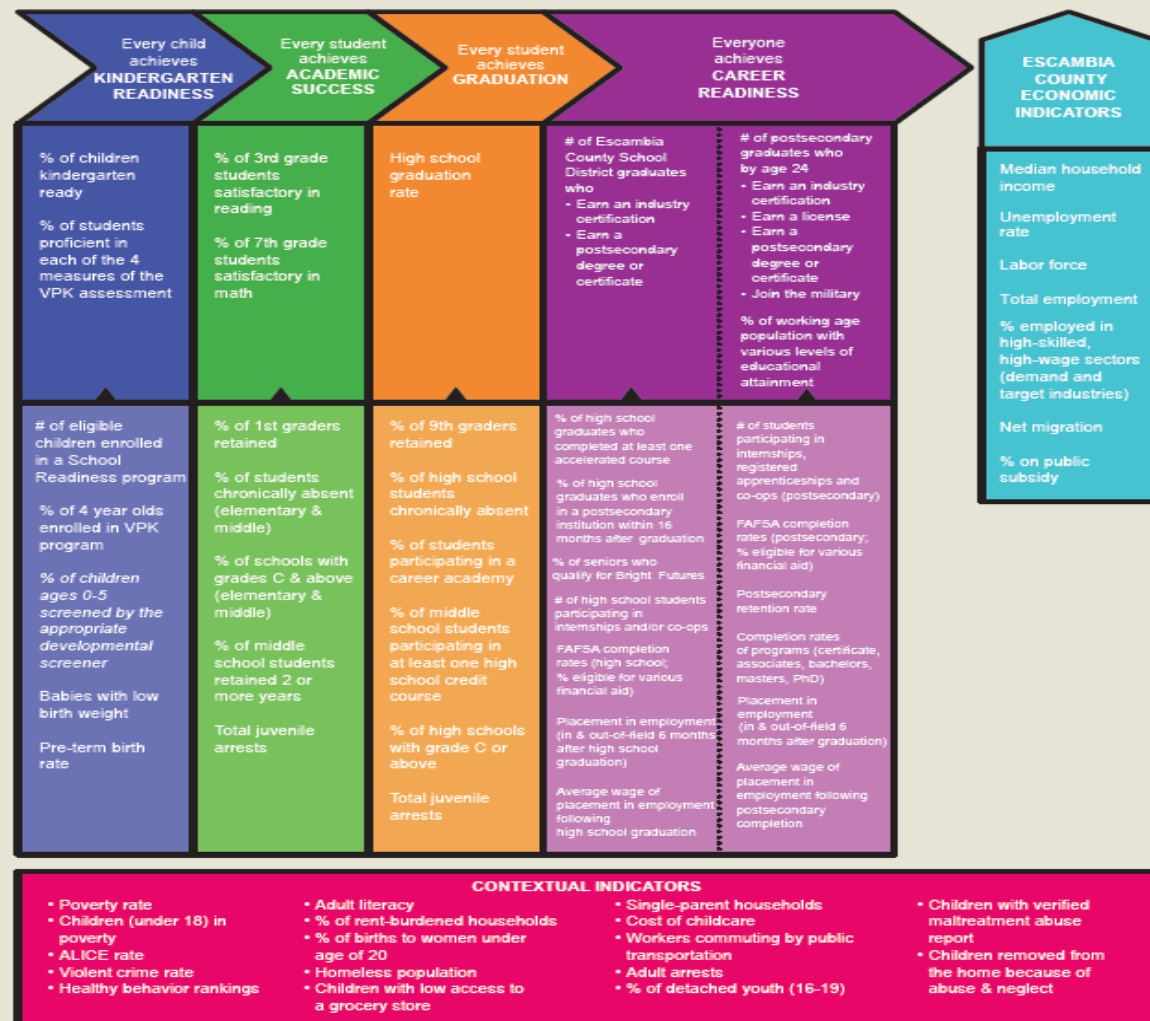 Every child
achieves
KINDERGARTEN
READINESS
Every student
achieves
ACADEMIC
SUCCESS
Every student
achieves
GRADUATION
Everyone
achieves
CAREER
READINESS
ESCAMBIA
COUNTY
ECONOMIC
INDICATORS
% of children
kindergarten
ready
% of students
proficient in
each of the 4
measures of the
VPK assessment
% of 3rd grade
students
satisfactory in
reading
% of 7th grade
students
satisfactory in
math
High school
graduation
rate
# of Escambia
County School
District graduates
who
- Earn an industry
certification
- Earn a
postsecondary
degree or
certificate
# of postsecondary
graduates who
by age 24
- Earn an industry
certification
- Earn a license
- Earn a
postsecondary
degree or
certificate
- Join the military
% of working age
population with
various levels of
educational
attainment
Median household
income
Unemployment
rate
Labor force
Total employment
% employed in
high-skilled,
high-wage sectors
(demand and
target industries)
Net migration
% on public
subsidy
# of eligible
children enrolled
in a School
Readiness program
% of 4 year olds
enrolled in VPK
program
% of children
ages 0-5
screened by the
appropriate
developmental
screener
Babies with low
birth weight
Pre-term birth
rate
% of 1st graders
retained
% of students
chronically absent
(elementary &
middle)
% of schools with
grades C & above
(elementary &
middle)
% of middle
school students
retained 2 or
more years
Total juvenile
arrests
% of 9th graders
retained
% of high school
students
chronically absent
% of students
participating in a
career academy
% of middle
school students
participating in
at least one high
school credit
course
% of high schools
with grade C or
above
Total juvenile
arrests
% of high school
graduates who
completed at least one
accelerated course
% of high school
graduates who enroll
in a postsecondary
institution within 16
months after graduation
% of seniors who
qualify for Bright Futures
# of high school students
participating in
internships and/or co-ops
FAFSA completion
rates (high school;
% eligible for various
financial aid)
Placement in employment
(in & out-of-field 6 months
after high school
graduation)
Average wage of
placement in employment
following
high school graduation
# of students
participating in
internships,
registered
apprenticeships and
co-ops (postsecondary)
FAFSA completion
rates (postsecondary;
% eligible for various
financial aid)
Postsecondary
retention rate
Completion rates
of programs (certificate,
associates, bachelors,
masters, PhD)
Placement in
employment
(in & out-of-field 6
months after graduation)
Average wage of
placement in
employment following
postsecondary
completion
CONTEXTUAL INDICATORS
• Poverty rate
• Children (under 18) in
poverty
• ALICE rate
• Violent crime rate
• Healthy behavior rankings
• Adult literacy
• % of rent-burdened households
• % of births to women under
age of 20
• Homeless population
• Children with low access to
a grocery store
• Single-parent households
• Cost of childcare
• Workers commuting by public
transportation
• Adult arrests
• % of detached youth (16-19)
• Children with verified
maltreatment abuse
report
• Children removed from
the home because of
abuse & neglect